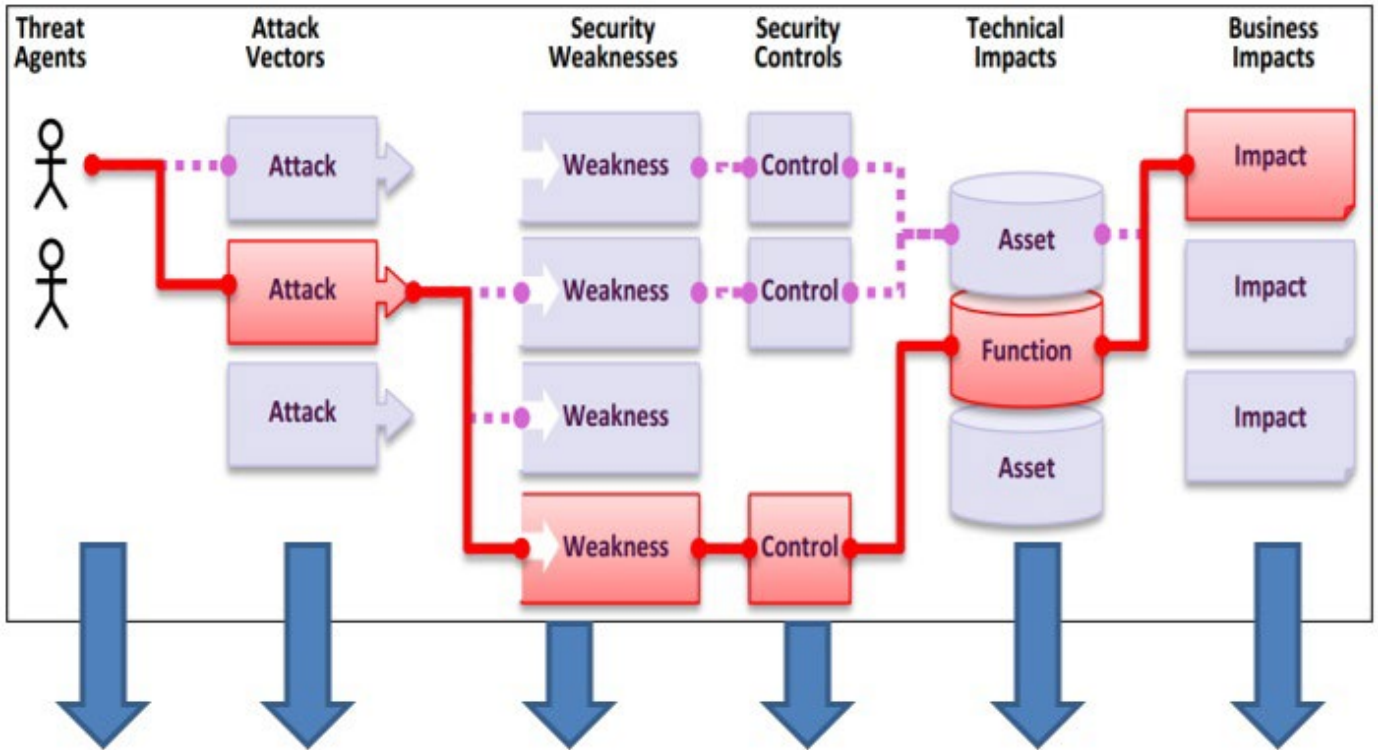 Threat Agents
Attack Vectors
Security Weaknesses
Security Controls
Technical Impacts
Business Impacts
Attack
Weakness
Control
Impact
Asset
Attack
Weakness
Control
Impact
Function
Attack
Weakness
Impact
Asset
Weakness
Control